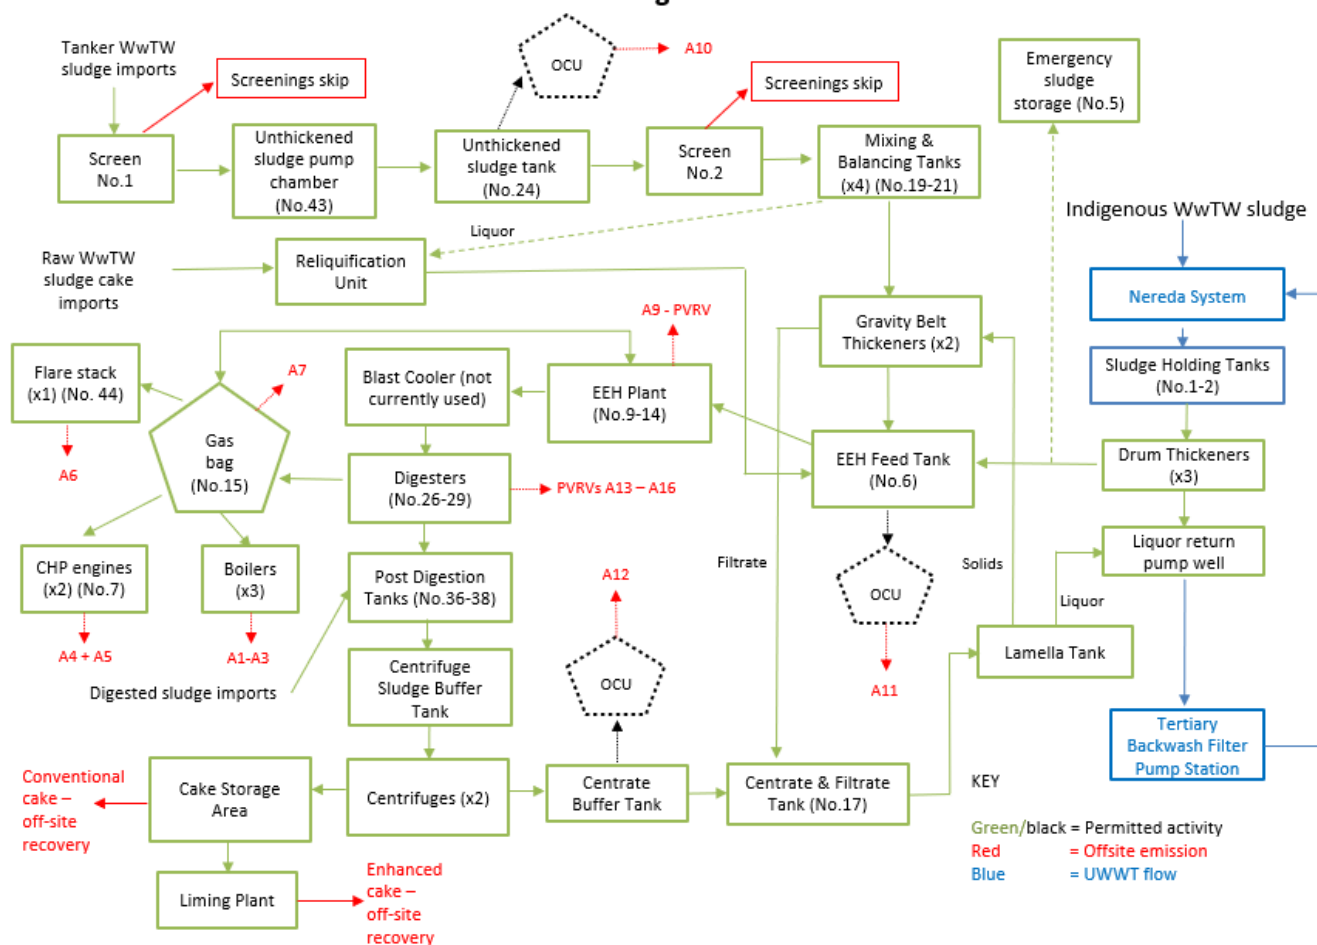 Tanker WwTW
sludge imports
Screenings skip
OCU
A10
Screenings skip
Emergency
sludge
storage (No.5)
Screen
No.1
Unthickened
sludge pump
chamber
(No.43)
Unthickened
sludge tank
(No.24)
Screen
No.2
Mixing &
Balancing Tanks
(x4) (No.19-21)
Indigenous WwTW sludge
Liquor
Raw WwTW
sludge cake
imports
Reliquification
Unit
Nereda System
A9 - PVRV
Gravity Belt
Thickeners (x2)
Sludge Holding Tanks
(No.1-2)
Flare stack
(x1) (No. 44)
A7
Blast Cooler (not
currently used)
EEH Plant
(No.9-14)
A6
Gas
bag
(No.15)
Digesters
(No.26-29)
PVRVs A13 – A16
EEH Feed Tank
(No.6)
Drum Thickeners
(x3)
CHP engines
(x2) (No.7)
Boilers
(x3)
Post Digestion
Tanks (No.36-38)
A12
Filtrate
OCU
Solids
Liquor return
pump well
Liquor
A4 + A5
A1-A3
Digested sludge imports
Centrifuge
Sludge Buffer
Tank
OCU
A11
Lamella Tank
Tertiary
Backwash Filter
Pump Station
Conventional
cake –
off-site
recovery
Cake Storage
Area
Centrifuges (x2)
Centrate
Buffer Tank
Centrate & Filtrate
Tank (No.17)
KEY
Green/black = Permitted activity
Red = Offsite emission
Blue = UWWT flow
Liming Plant
Enhanced
cake –
off-site
recovery